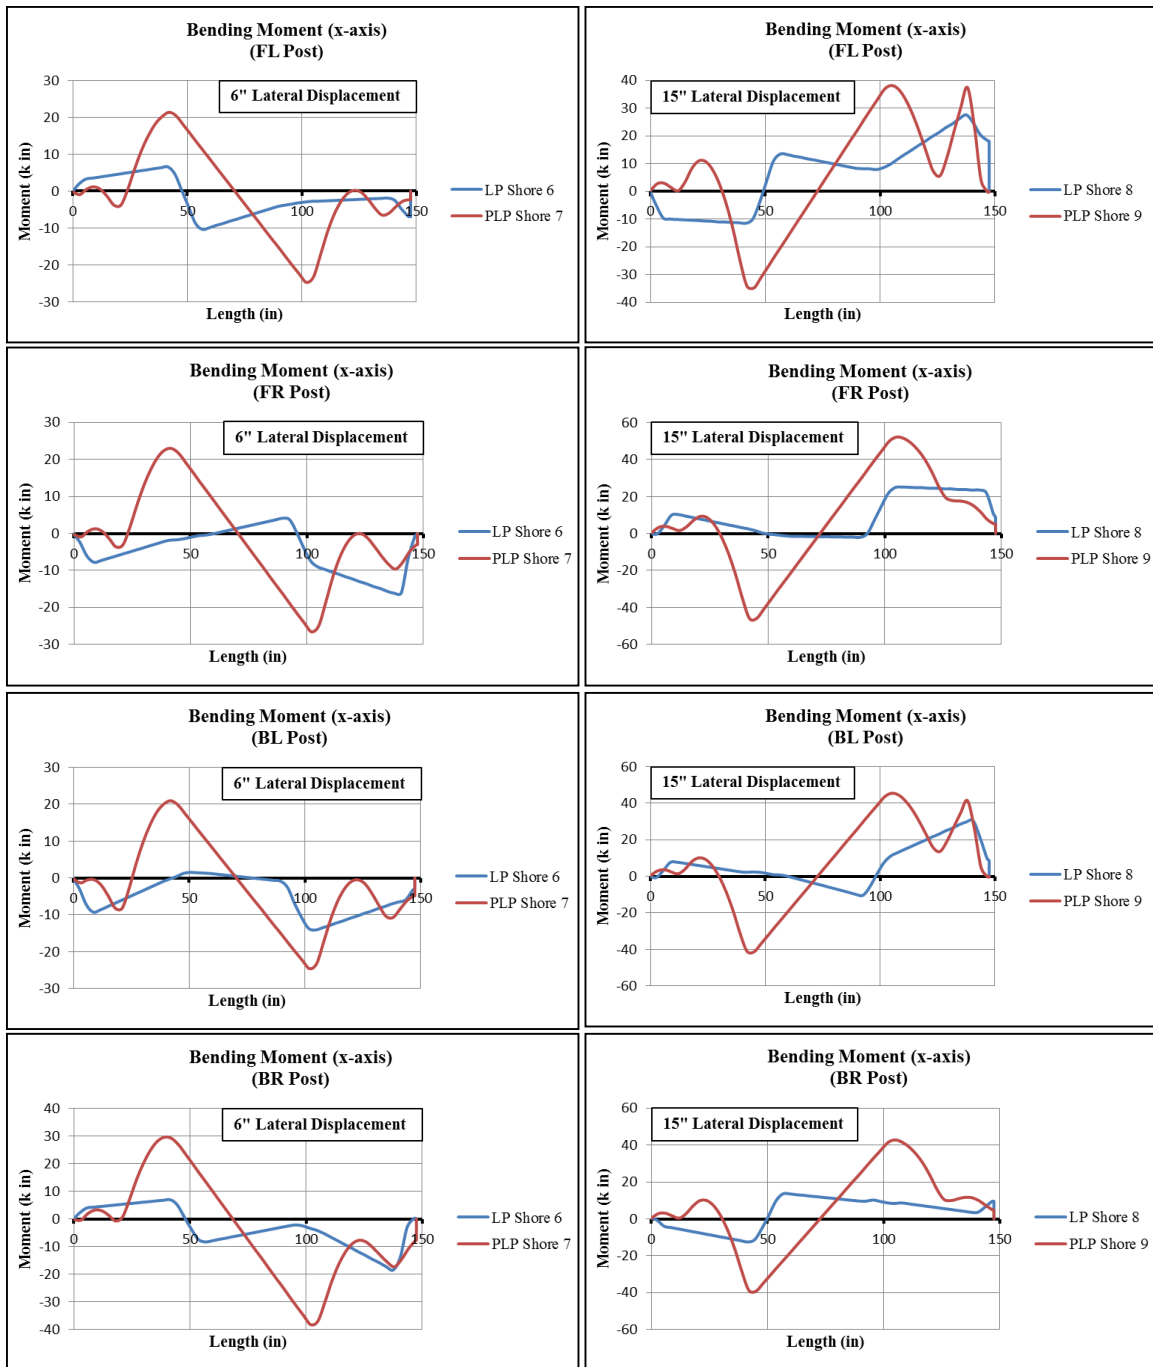 Bending Moment (x-axis)
(FL Post)
6" Lateral Displacement
Moment (k in)
30
20
10
0
-10
-20
-30
0
50
100
150
Length (in)
LP Shore 6
PLP Shore 7
Bending Moment (x-axis)
(FL Post)
15" Lateral Displacement
Moment (k in)
40
30
20
10
0
-10
-20
-30
-40
0
50
100
150
Length (in)
LP Shore 8
PLP Shore 9
Bending Moment (x-axis)
(FR Post)
6" Lateral Displacement
Moment (k in)
30
20
10
0
-10
-20
-30
0
50
100
150
Length (in)
LP Shore 6
PLP Shore 7
Bending Moment (x-axis)
(FR Post)
15" Lateral Displacement
Moment (k in)
60
40
20
0
-20
-40
-60
0
50
100
150
Length (in)
LP Shore 8
PLP Shore 9
Bending Moment (x-axis)
(BL Post)
6" Lateral Displacement
Moment (k in)
30
20
10
0
-10
-20
-30
0
50
100
150
Length (in)
LP Shore 6
PLP Shore 7
Bending Moment (x-axis)
(BL Post)
15" Lateral Displacement
Moment (k in)
60
40
20
0
-20
-40
-60
0
50
100
150
Length (in)
LP Shore 8
PLP Shore 9
Bending Moment (x-axis)
(BR Post)
6" Lateral Displacement
Moment (k in)
40
30
20
10
0
-10
-20
-30
-40
0
50
100
150
Length (in)
LP Shore 6
PLP Shore 7
Bending Moment (x-axis)
(BR Post)
15" Lateral Displacement
Moment (k in)
60
40
20
0
-20
-40
-60
0
50
100
150
Length (in)
LP Shore 8
PLP Shore 9